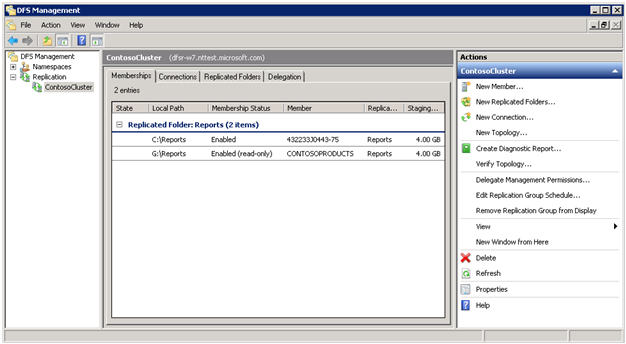 DFS Management
File Action View Window Help
DFS Management
Namespaces
Replication
ContosoCluster
ContosoCluster (dfsr-w7.nttest.microsoft.com)
Memberships Connections Replicated Folders Delegation
2 entries
State Local Path Membership Status Member Replica... Staging...
Replicated Folder: Reports (2 items)
C:\Reports Enabled 432233J0443-75 Reports 4.00 GB
G:\Reports Enabled (read-only) CONTOSOPRODUCTS Reports 4.00 GB
Actions
ContosoCluster
New Member...
New Replicated Folders...
New Connection...
New Topology...
Create Diagnostic Report...
Verify Topology...
Delegate Management Permissions...
Edit Replication Group Schedule...
Remove Replication Group from Display
View
New Window from Here
Delete
Refresh
Properties
Help